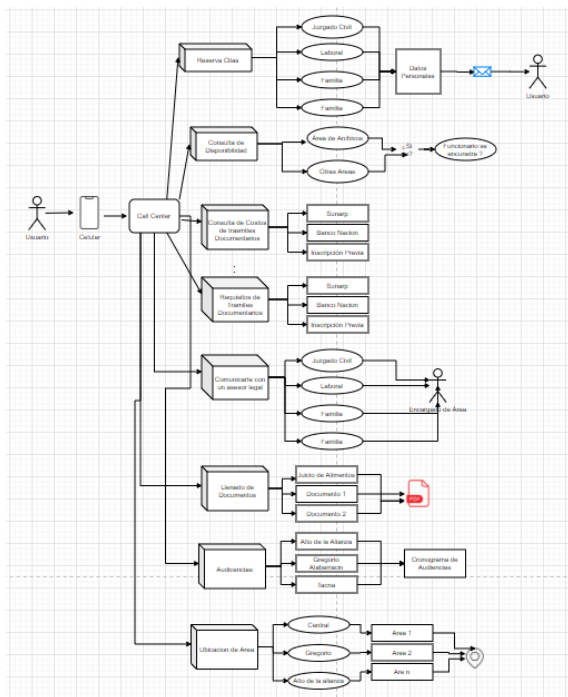 Juzgado Civil
Reserva Citas
Laboral
Familia
Familia
Datos
Personales
Usuario
Consulta de
Disponibilidad
Área de Archivos
Otras Areas
¿Si
Funcionario se
encunetra ?
Usuario
Celular
Call Center
Consulta de Costos
de tramites
Documentarios
Sunarp
Banco Nacion
Inscripción Previa
:
Requisitos de
Tramites
Documentarios
Sunarp
Banco Nacion
Inscripción Previa
Comunicarte con
un asesor legal
Juzgado Civil
Laboral
Familia
Familia
Encargado de Área
Llenado de
Documentos
Juicio de Alimentos
Documento 1
Documento 2
PDF
Audicencias
Alto de la Alianza
Gregorio
Albarracin
Tacna
Cronograma de
Audiencias
Ubicacion de Area
Central
Gregorio
Alto de la alianza
Area 1
Area 2
Are n